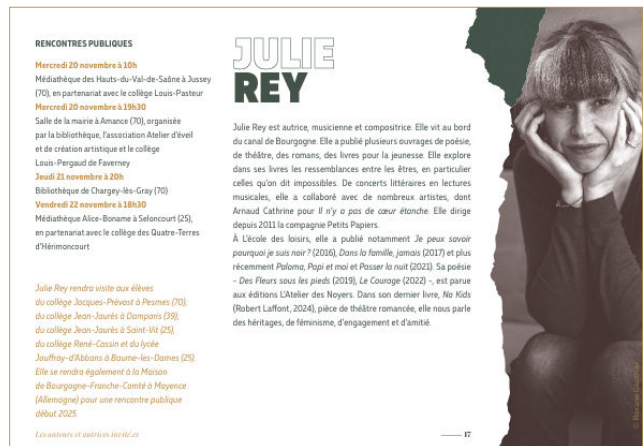 RENCONTRES PUBLIQUES
Mercredi 20 novembre à 10h
Médiathèque des Hauts-du-Val-de-Saône à Jussey
(70), en partenariat avec le collège Louis-Pasteur
Mercredi 20 novembre à 19h30
Salle de la mairie à Amance (70), organisée
par la bibliothèque, l'association Atelier d'éveil
et de création artistique et le collège
Louis-Pergaud de Faverney
Jeudi 21 novembre à 20h
Bibliothèque de Chargey-lès-Gray (70)
Vendredi 22 novembre à 18h30
Médiathèque Alice-Boname à Seloncourt (25),
en partenariat avec le collège des Quatre-Terres
d'Hérimoncourt
Julie Rey rendra visite aux élèves
du collège Jacques-Prévost à Pesmes (70),
du collège Jean-Jaurès à Damparis (39),
du collège Jean-Jaurès à Saint-Vit (25),
du collège René-Cassin et du lycée
Jouffroy-d'Abbans à Baume-les-Dames (25).
Elle se rendra également à la Maison
de Bourgogne-Franche-Comté à Mayence
(Allemagne) pour une rencontre publique
début 2025.
Les auteurs et autrices invité.es
JULIE
REY
Julie Rey est autrice, musicienne et compositrice. Elle vit au bord
du canal de Bourgogne. Elle a publié plusieurs ouvrages de poésie,
de théâtre, des romans, des livres pour la jeunesse. Elle explore
dans ses livres les ressemblances entre les êtres, en particulier
celles qu'on dit impossibles. De concerts littéraires en lectures
musicales, elle a collaboré avec de nombreux artistes, dont
Arnaud Cathrine pour Il n'y a pas de cœur étanche. Elle dirige
depuis 2011 la compagnie Petits Papiers.
À L'école des loisirs, elle a publié notamment Je peux savoir
pourquoi je suis noir ? (2016), Dans la famille, jamais (2017) et plus
récemment Paloma, Papi et moi et Passer la nuit (2021). Sa poésie
- Des Fleurs sous les pieds (2019), Le Courage (2022) -, est parue
aux éditions L'Atelier des Noyers. Dans son dernier livre, No Kids
(Robert Laffont, 2024), pièce de théâtre romancée, elle nous parle
des héritages, de féminisme, d'engagement et d'amitié.
17